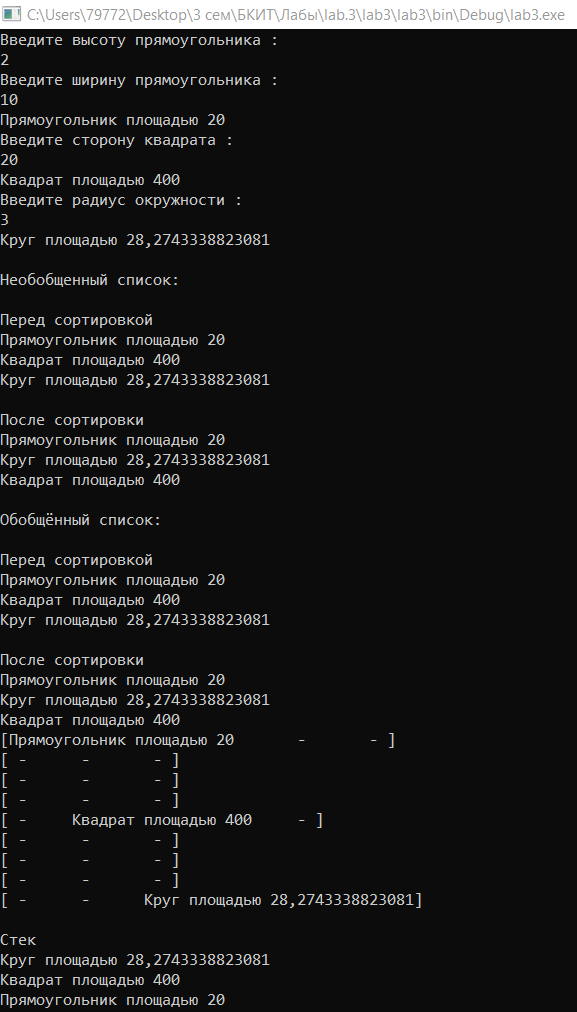 C:\Users\79772\Desktop\3 сем\БКИТ\Лабы\lab.3\lab3\lab3\bin\Debug\lab3.exe
Введите высоту прямоугольника :
2
Введите ширину прямоугольника :
10
Прямоугольник площадью 20
Введите сторону квадрата :
20
Квадрат площадью 400
Введите радиус окружности :
3
Круг площадью 28,2743338823081
Необобщенный список:
Перед сортировкой
Прямоугольник площадью 20
Квадрат площадью 400
Круг площадью 28,2743338823081
После сортировки
Прямоугольник площадью 20
Круг площадью 28,2743338823081
Квадрат площадью 400
Обобщённый список:
Перед сортировкой
Прямоугольник площадью 20
Квадрат площадью 400
Круг площадью 28,2743338823081
После сортировки
Прямоугольник площадью 20
Круг площадью 28,2743338823081
Квадрат площадью 400
[Прямоугольник площадью 20       -       - ]
[ -      -       - ]
[ -      -       - ]
[ -      -       - ]
[ -     Квадрат площадью 400     - ]
[ -      -       - ]
[ -      -       - ]
[ -      -       - ]
[ -      -      Круг площадью 28,2743338823081]
Стек
Круг площадью 28,2743338823081
Квадрат площадью 400
Прямоугольник площадью 20